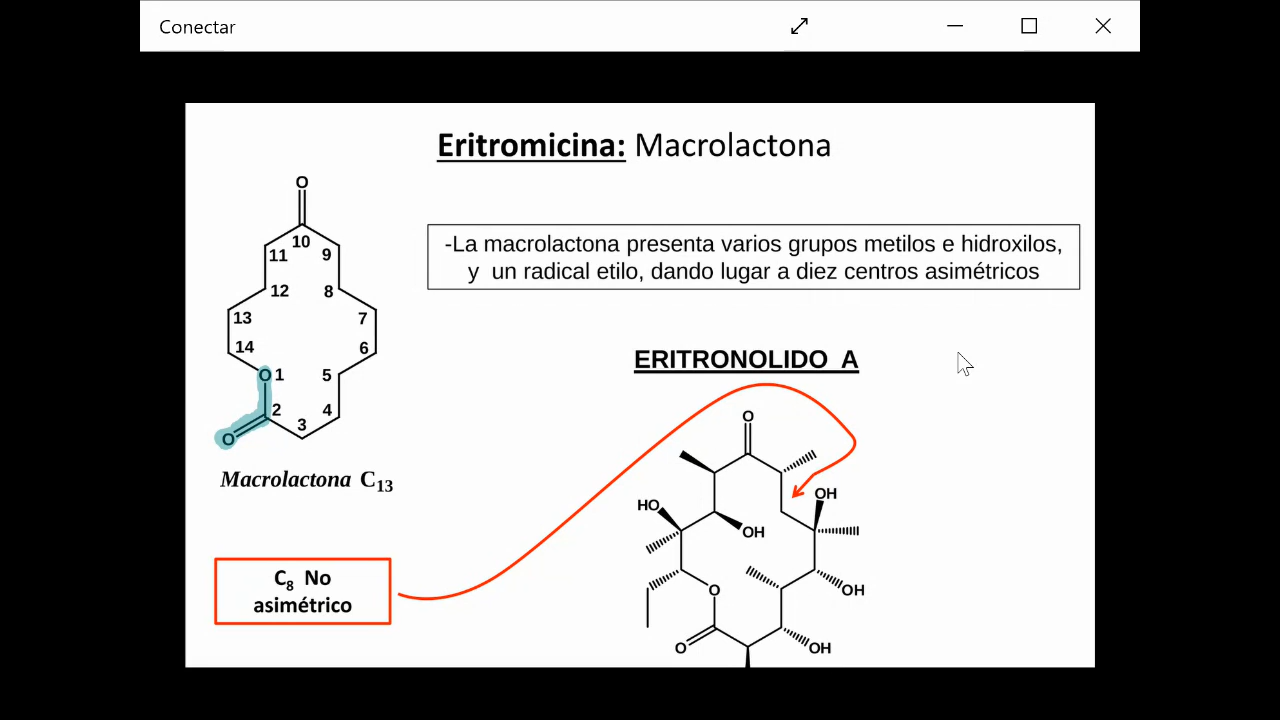 Conectar
Eritromicina: Macrolactona
O
10
11
9
12
8
13
7
14
6
O 1
5
2
4
3
O
Macrolactona C13
-La macrolactona presenta varios grupos metilos e hidroxilos,
y un radical etilo, dando lugar a diez centros asimétricos
ERITRONOLIDO A
O
OH
HO
OH
OH
O
O
OH
C8 No
asimétrico